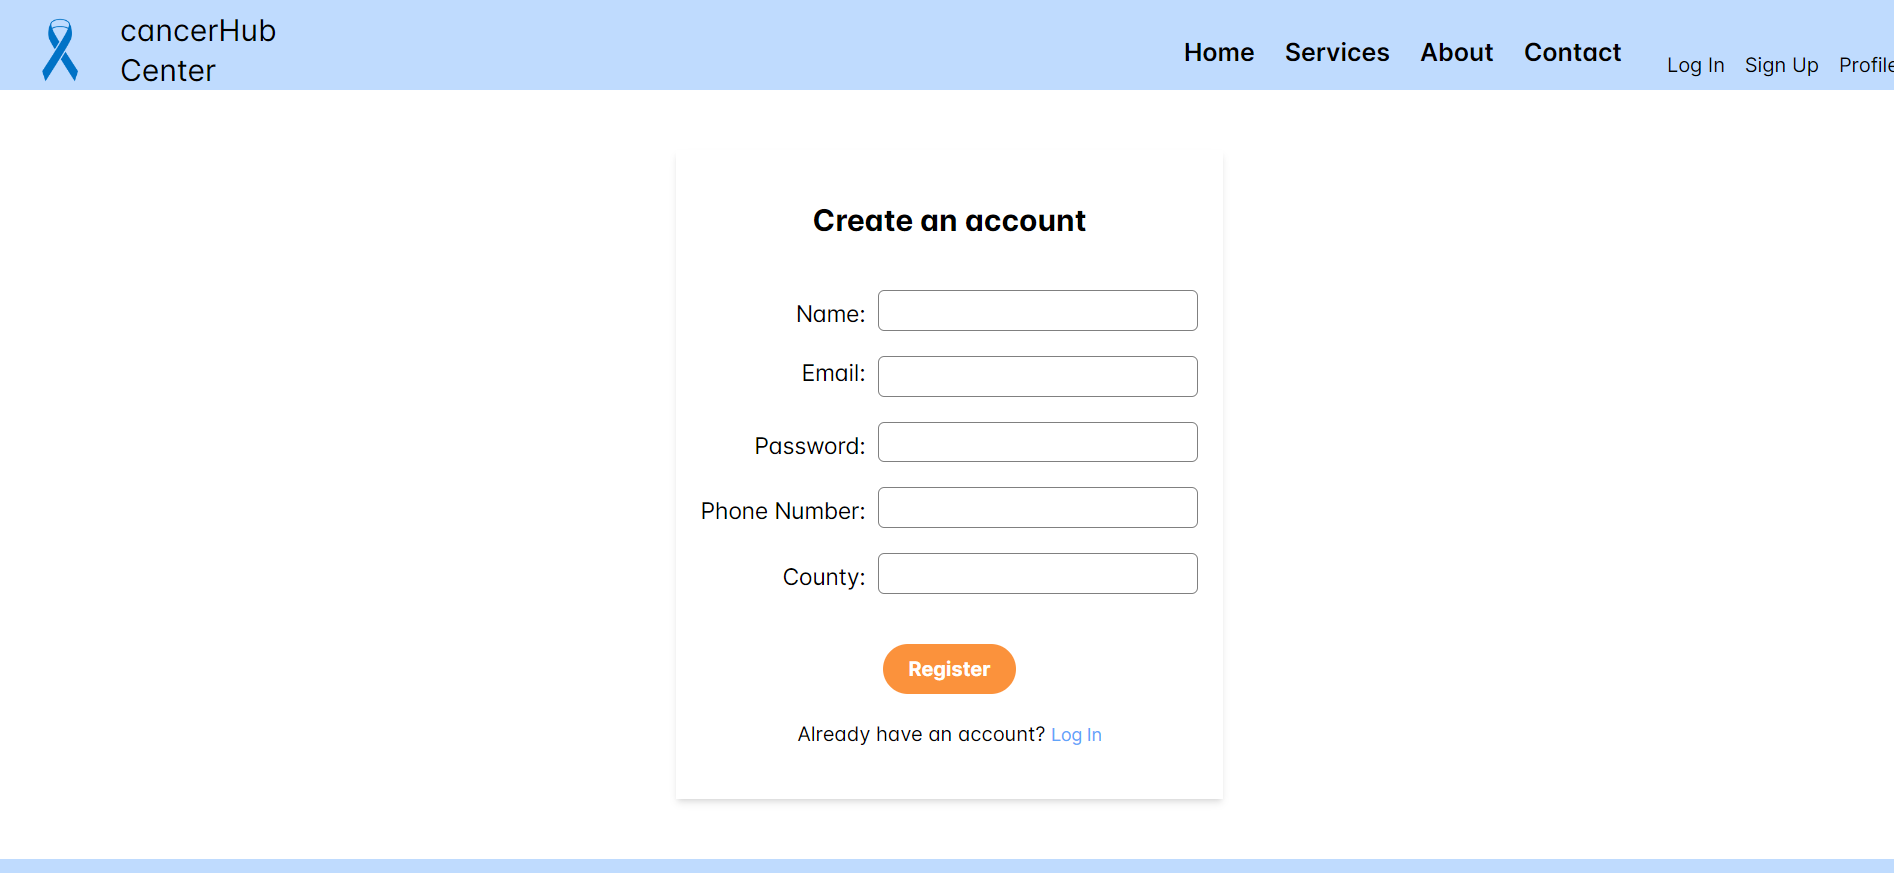 cancerHub
Center
Home Services About Contact
Log In Sign Up Profile
Create an account
Name:
Email:
Password:
Phone Number:
County:
Register
Already have an account? Log In